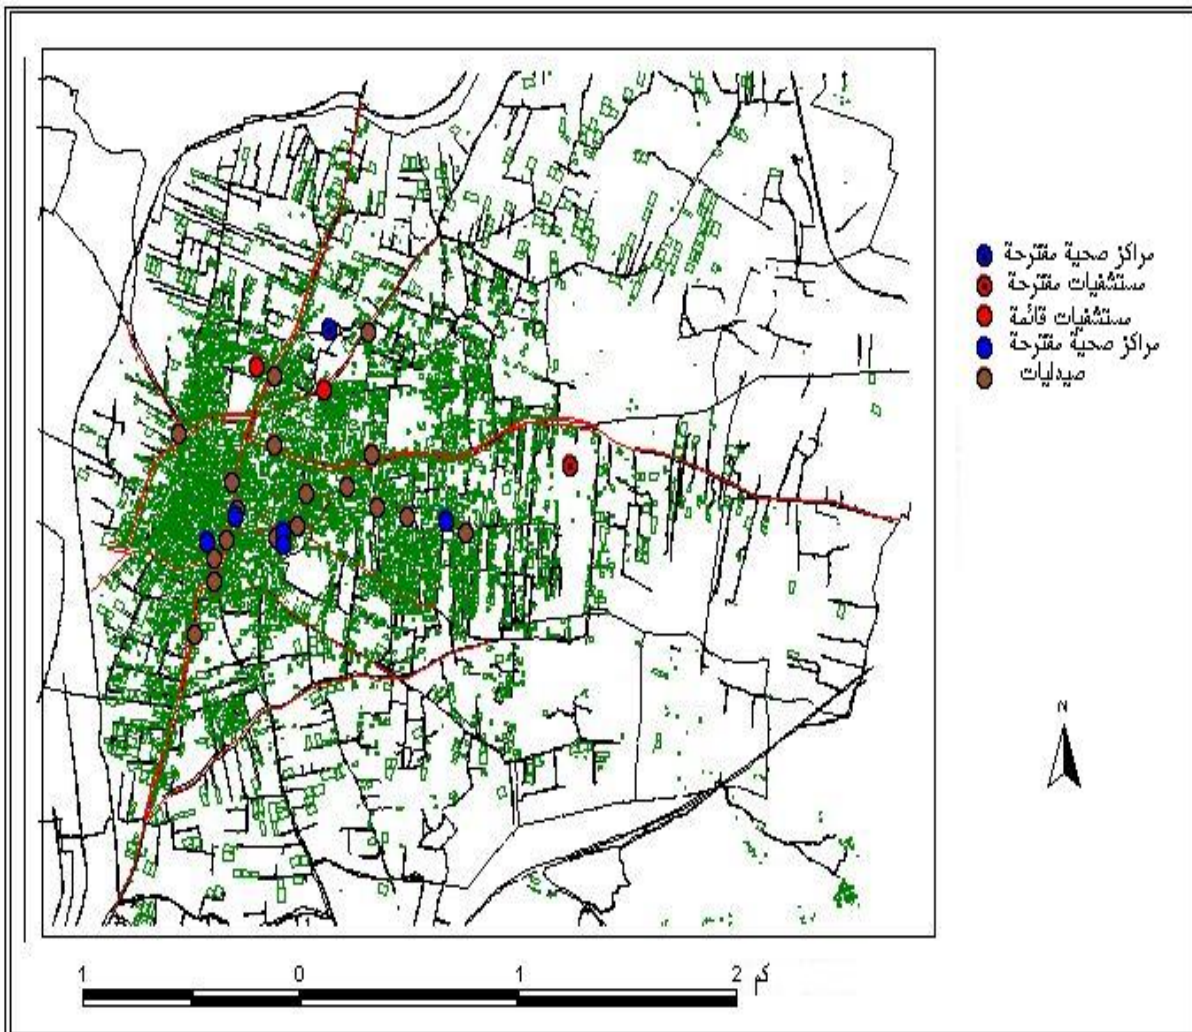 مراكز صحية مقترحة
مستشفيات مقترحة
مستشفيات قائمة
مراكز صحية مقترحة
صيدليات
N
1 0 1 2 كم